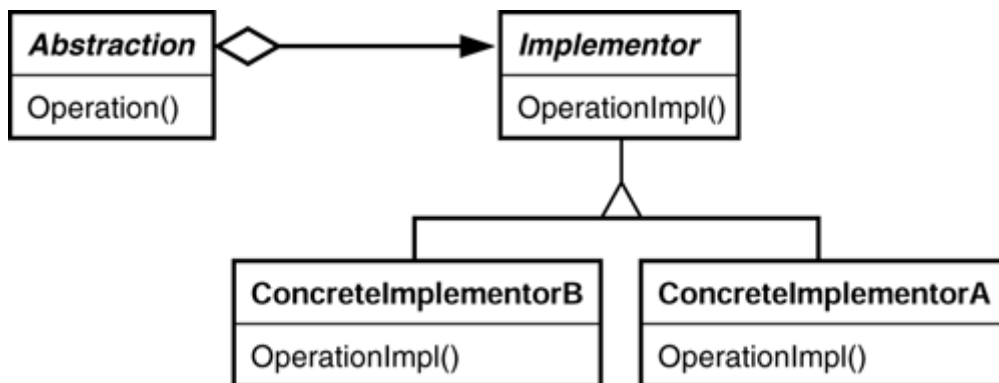 Abstraction
Operation()
Implementor
OperationImpl()
ConcreteImplementorB
OperationImpl()
ConcreteImplementorA
OperationImpl()